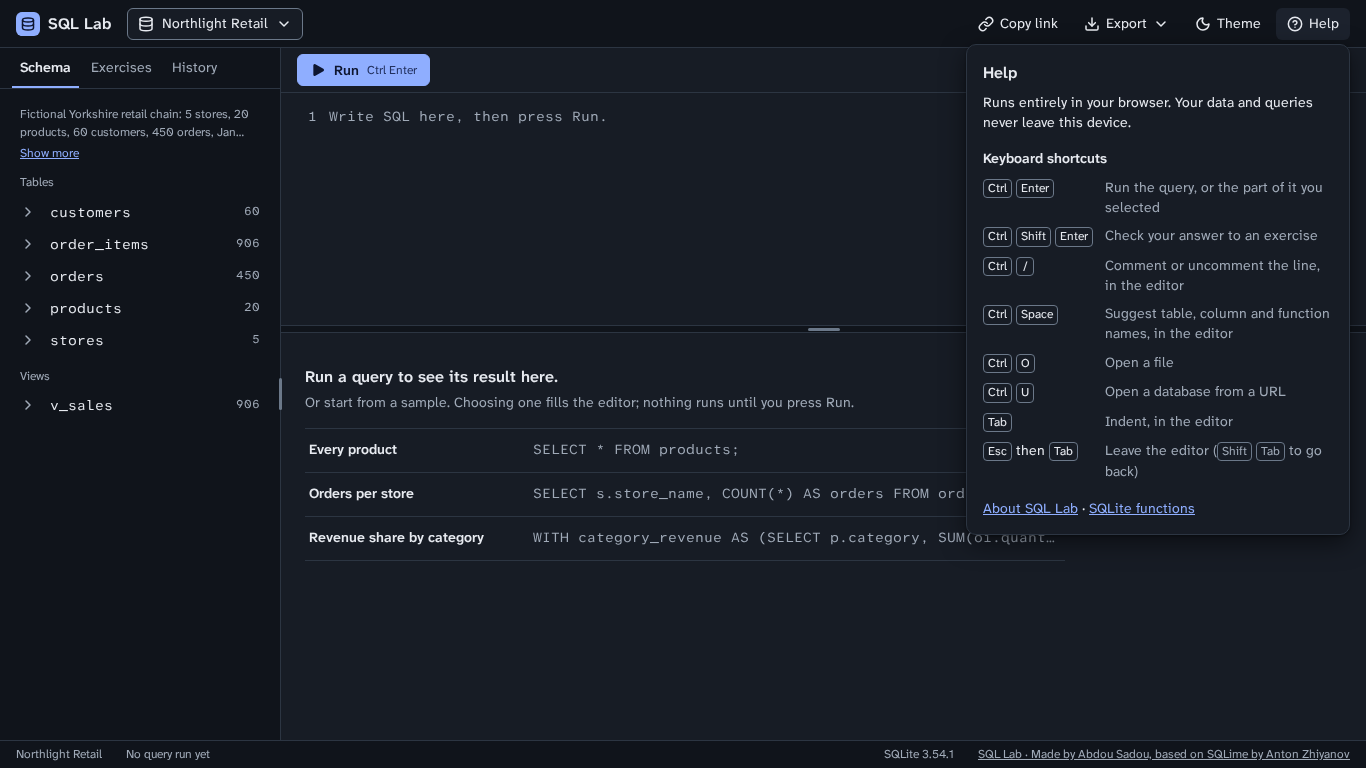 SQL Lab
Northlight Retail
Copy link
Export
Theme
Help
Schema
Exercises
History
Fictional Yorkshire retail chain: 5 stores, 20
products, 60 customers, 450 orders, Jan…
Show more
Tables
customers 60
order_items 906
orders 450
products 20
stores 5
Views
v_sales 906
Run Ctrl Enter
1 Write SQL here, then press Run.
Run a query to see its result here.
Or start from a sample. Choosing one fills the editor; nothing runs until you press Run.
Every product SELECT * FROM products;
Orders per store SELECT s.store_name, COUNT(*) AS orders FROM ord
Revenue share by category WITH category_revenue AS (SELECT p.category, SUM(oi.quant…
Help
Runs entirely in your browser. Your data and queries
never leave this device.
Keyboard shortcuts
Ctrl Enter Run the query, or the part of it you
selected
Ctrl Shift Enter Check your answer to an exercise
Ctrl / Comment or uncomment the line,
in the editor
Ctrl Space Suggest table, column and function
names, in the editor
Ctrl O Open a file
Ctrl U Open a database from a URL
Tab Indent, in the editor
Esc then Tab Leave the editor (Shift Tab to go
back)
About SQL Lab · SQLite functions
Northlight Retail
No query run yet
SQLite 3.54.1
SQL Lab · Made by Abdou Sadou, based on SQLime by Anton Zhiyanov